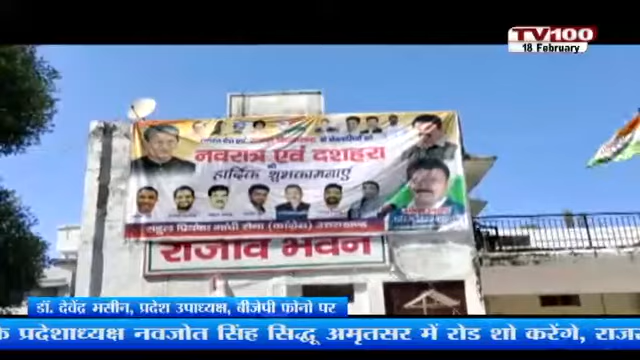 TV100
18 February
नवरात्र एवं दशहरा
की
हार्दिक शुभकामनाएं
राजीव भवन
डॉ. देवेंद्र भसीन, प्रदेश उपाध्यक्ष, बीजेपी फोनो पर
के प्रदेशाध्यक्ष नवजोत सिंह सिद्धू अमृतसर में रोड शो करेंगे,